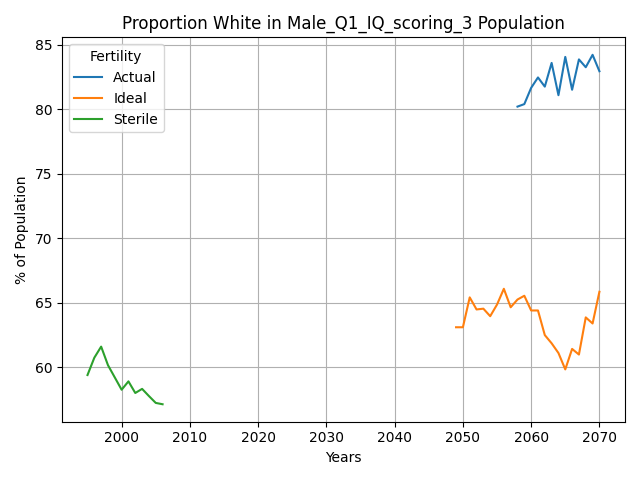 Proportion White in Male_Q1_IQ_scoring_3 Population
% of Population
85
80
75
70
65
60
Fertility
Actual
Ideal
Sterile
2000 2010 2020 2030 2040 2050 2060 2070
Years